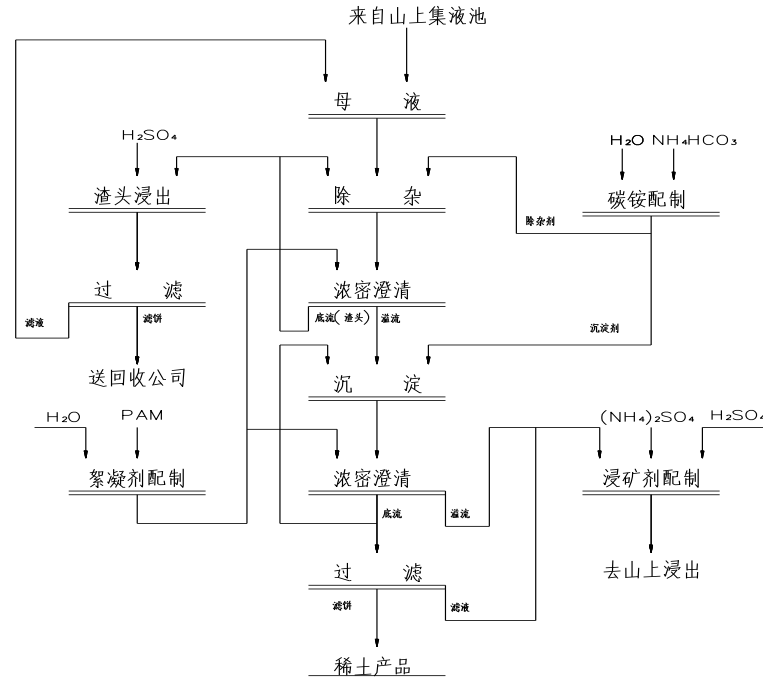 来自山上集液池
母 液
H₂SO₄
H₂O NH₄HCO₃
渣头浸出
除 杂
碳铵配制
除杂剂
过 滤
浓密澄清
滤液
滤饼
底流(渣头)
溢流
沉淀剂
送回收公司
沉 淀
H₂O
PAM
(NH₄)₂SO₄
H₂SO₄
絮凝剂配制
浓密澄清
浸矿剂配制
底流
溢流
过 滤
去山上浸出
滤饼
滤液
稀土产品